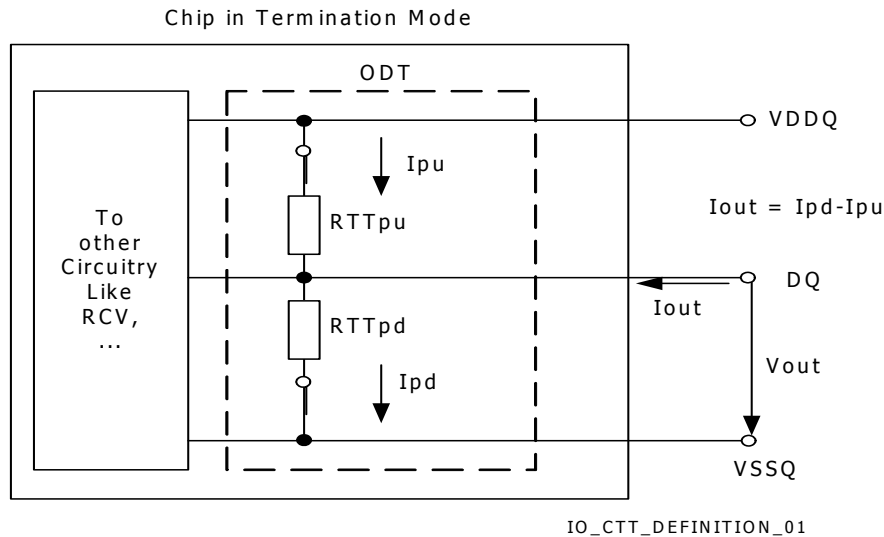 Chip in Termination Mode
ODT
VDDQ
Ipu
Iout = Ipd-Ipu
RTTpu
To
other
Circuitry
Like
RCV,
...
DQ
Iout
RTTpd
Vout
Ipd
VSSQ
IO_CTT_DEFINITION_01